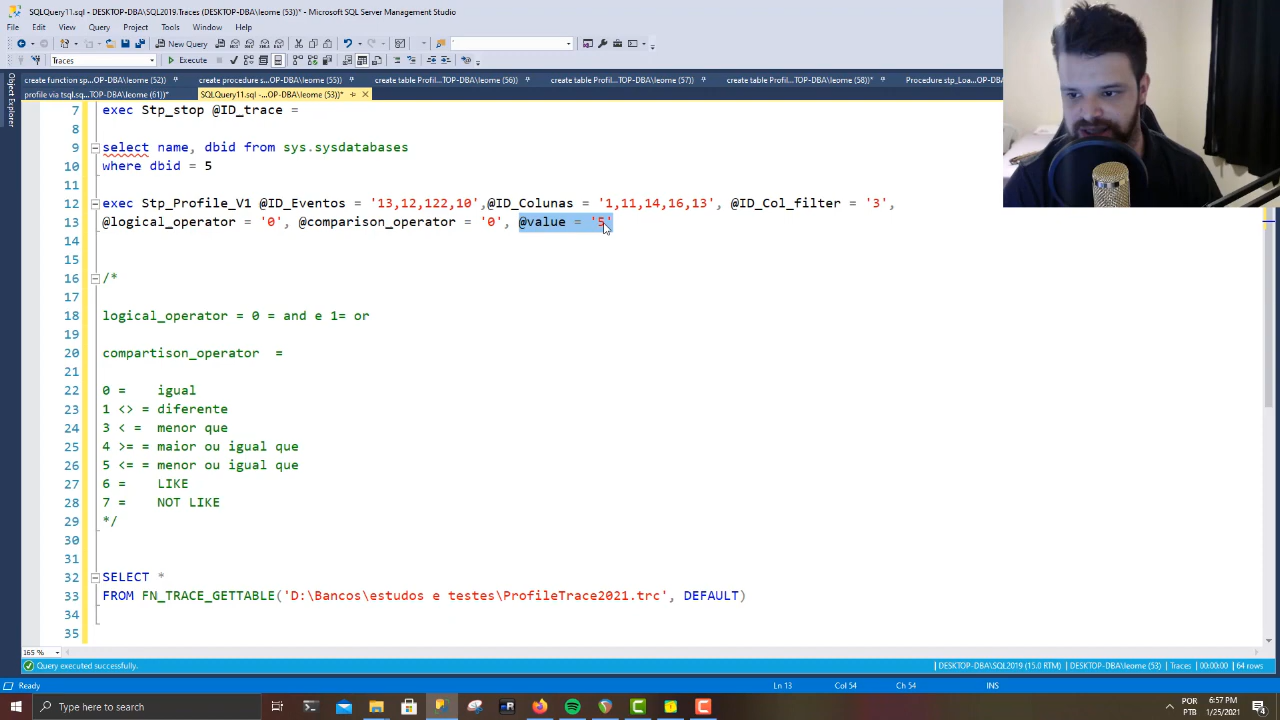 SQLQuery11.sql - DESKTOP-DBA\SQL2019.Traces (DESKTOP-DBA\leome (53))* - Microsoft SQL Server Management Studio
File Edit View Query Project Tools Window Help
New Query
Traces Execute
create function sp...OP-DBA\leome (52)) create procedure s...OP-DBA\leome (55)) create table Profil...TOP-DBA\leome (56) create table Profil...TOP-DBA\leome (57)) create table Profil...TOP-DBA\leome (58))* Procedure stp_Loa...
profile via tsql.sq...TOP-DBA\leome (61))* SQLQuery11.sql -...OP-DBA\leome (53))*
Object Explorer
7 exec Stp_stop @ID_trace =
8
9 select name, dbid from sys.sysdatabases
10 where dbid = 5
11
12 exec Stp_Profile_V1 @ID_Eventos = '13,12,122,10',@ID_Colunas = '1,11,14,16,13', @ID_Col_filter = '3',
13 @logical_operator = '0', @comparison_operator = '0', @value = '5'
14
15
16 /*
17
18 logical_operator = 0 = and e 1= or
19
20 compartison_operator =
21
22 0 = igual
23 1 <> = diferente
24 3 < = menor que
25 4 >= = maior ou igual que
26 5 <= = menor ou igual que
27 6 = LIKE
28 7 = NOT LIKE
29 */
30
31
32 SELECT *
33 FROM FN_TRACE_GETTABLE('D:\Bancos\estudos e testes\ProfileTrace2021.trc', DEFAULT)
34
35
165 %
Query executed successfully. DESKTOP-DBA\SQL2019 (15.0 RTM) DESKTOP-DBA\leome (53) Traces 00:00:00 64 rows
Ready Ln 13 Col 54 Ch 54 INS
Type here to search
POR
PTB
6:57 PM
1/25/2021